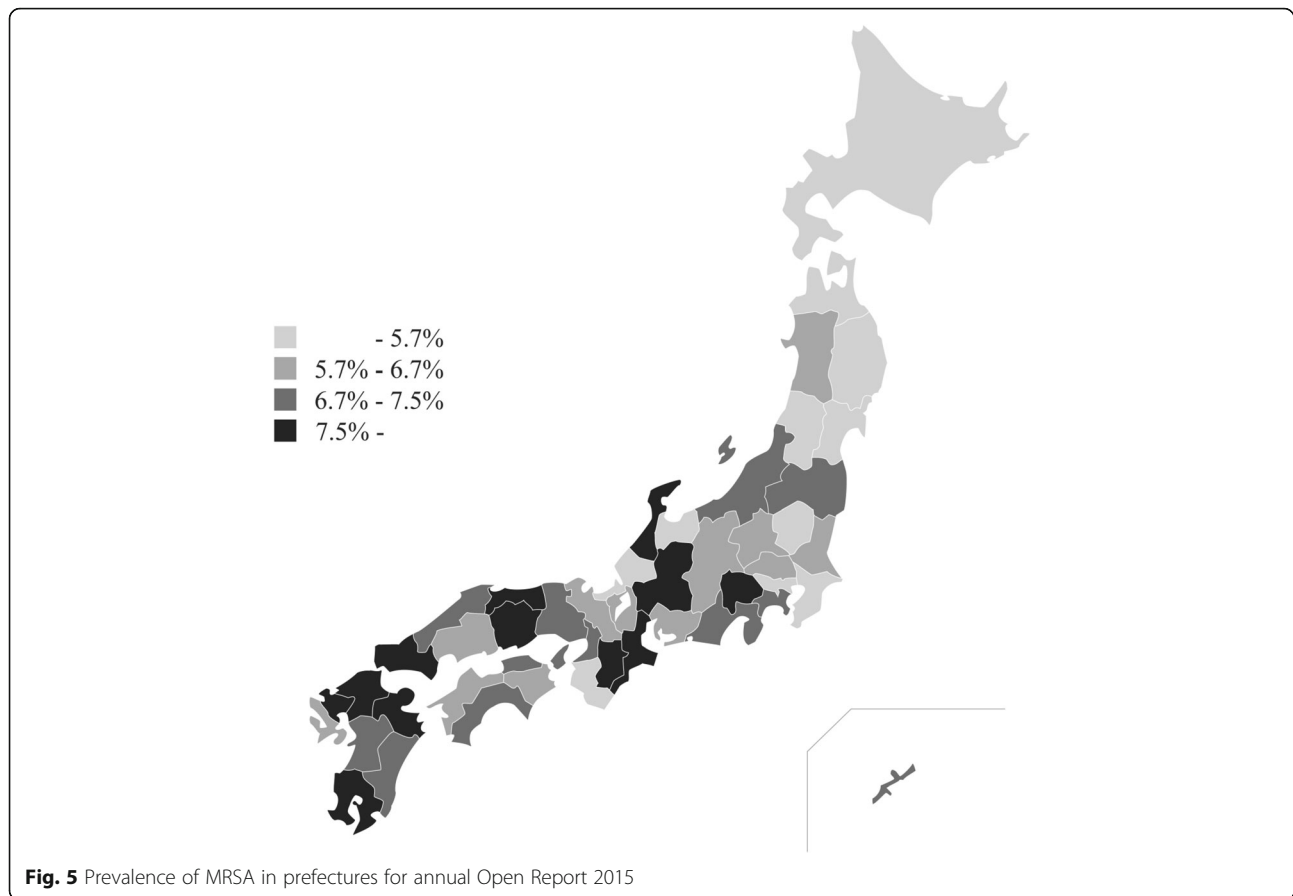 - 5.7%
5.7% - 6.7%
6.7% - 7.5%
7.5% -
Fig. 5 Prevalence of MRSA in prefectures for annual Open Report 2015